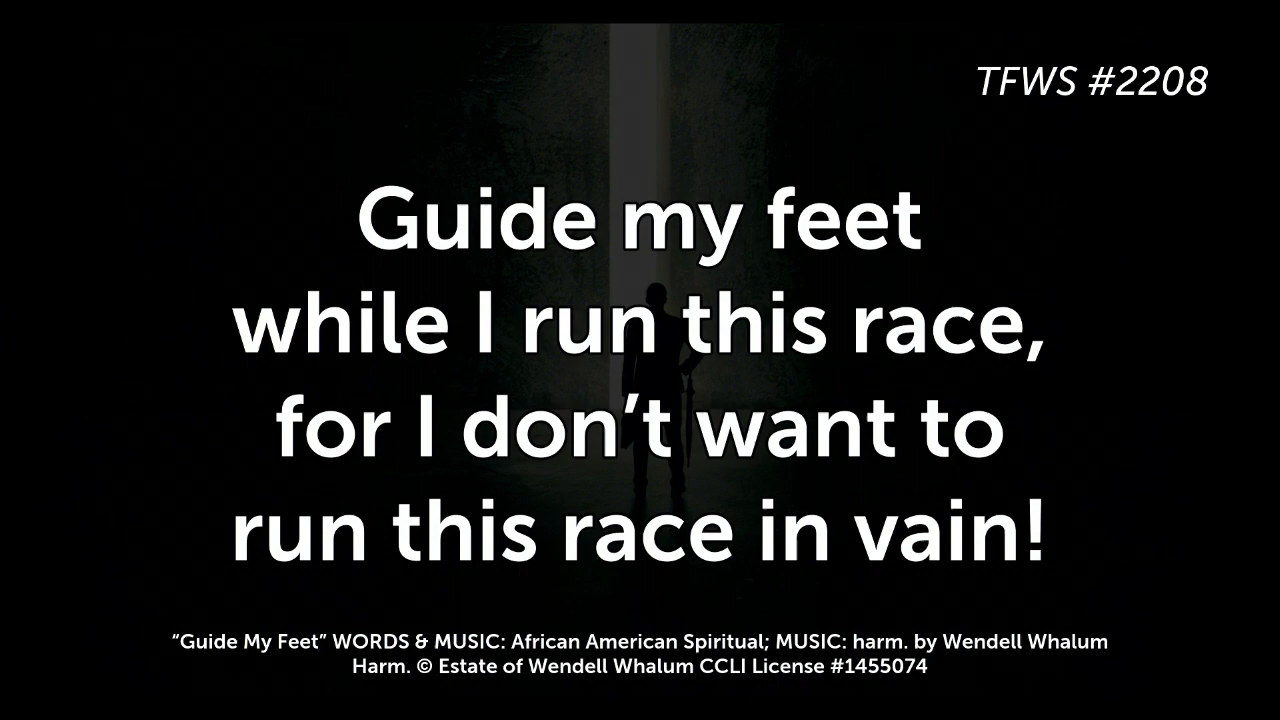 TFWS #2208
Guide my feet
while I run this race,
for I don’t want to
run this race in vain!
“Guide My Feet” WORDS & MUSIC: African American Spiritual; MUSIC: harm. by Wendell Whalum
Harm. © Estate of Wendell Whalum CCLI License #1455074